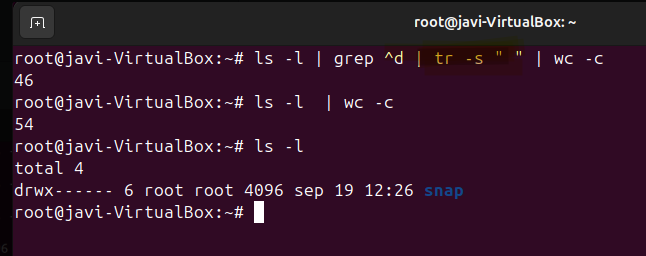 root@javi-VirtualBox: ~
root@javi-VirtualBox:~# ls -l | grep ^d | tr -s " " | wc -c
46
root@javi-VirtualBox:~# ls -l  | wc -c
54
root@javi-VirtualBox:~# ls -l
total 4
drwx------ 6 root root 4096 sep 19 12:26 snap
root@javi-VirtualBox:~#